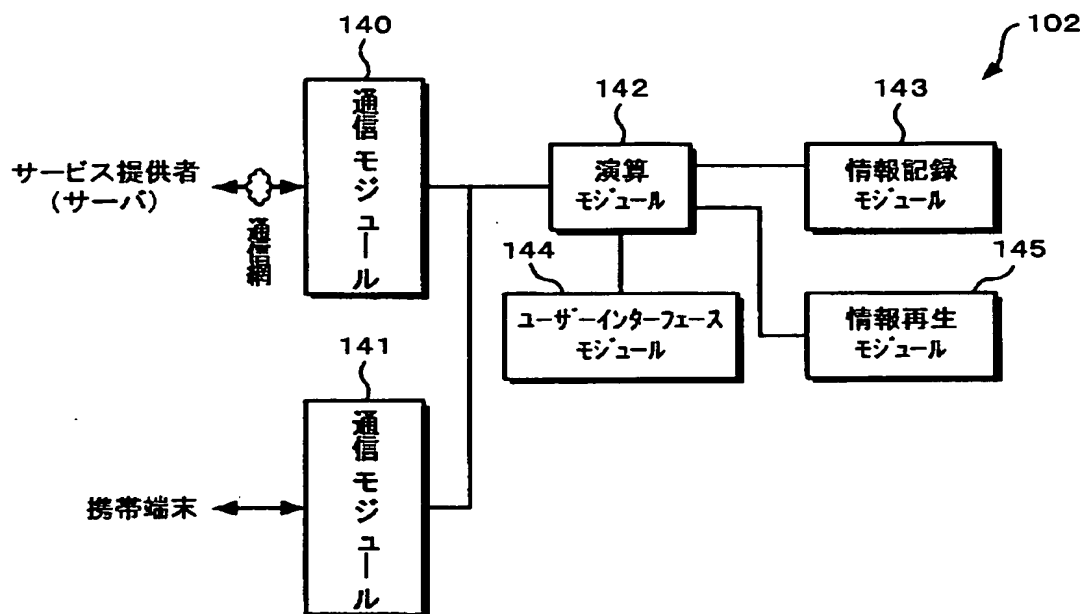 102
140
通信モジュール
サービス提供者
(サーバ)
通信網
142
演算
モジュール
143
情報記録
モジュール
144
ユーザーインターフェース
モジュール
145
情報再生
モジュール
141
通信モジュール
携帯端末